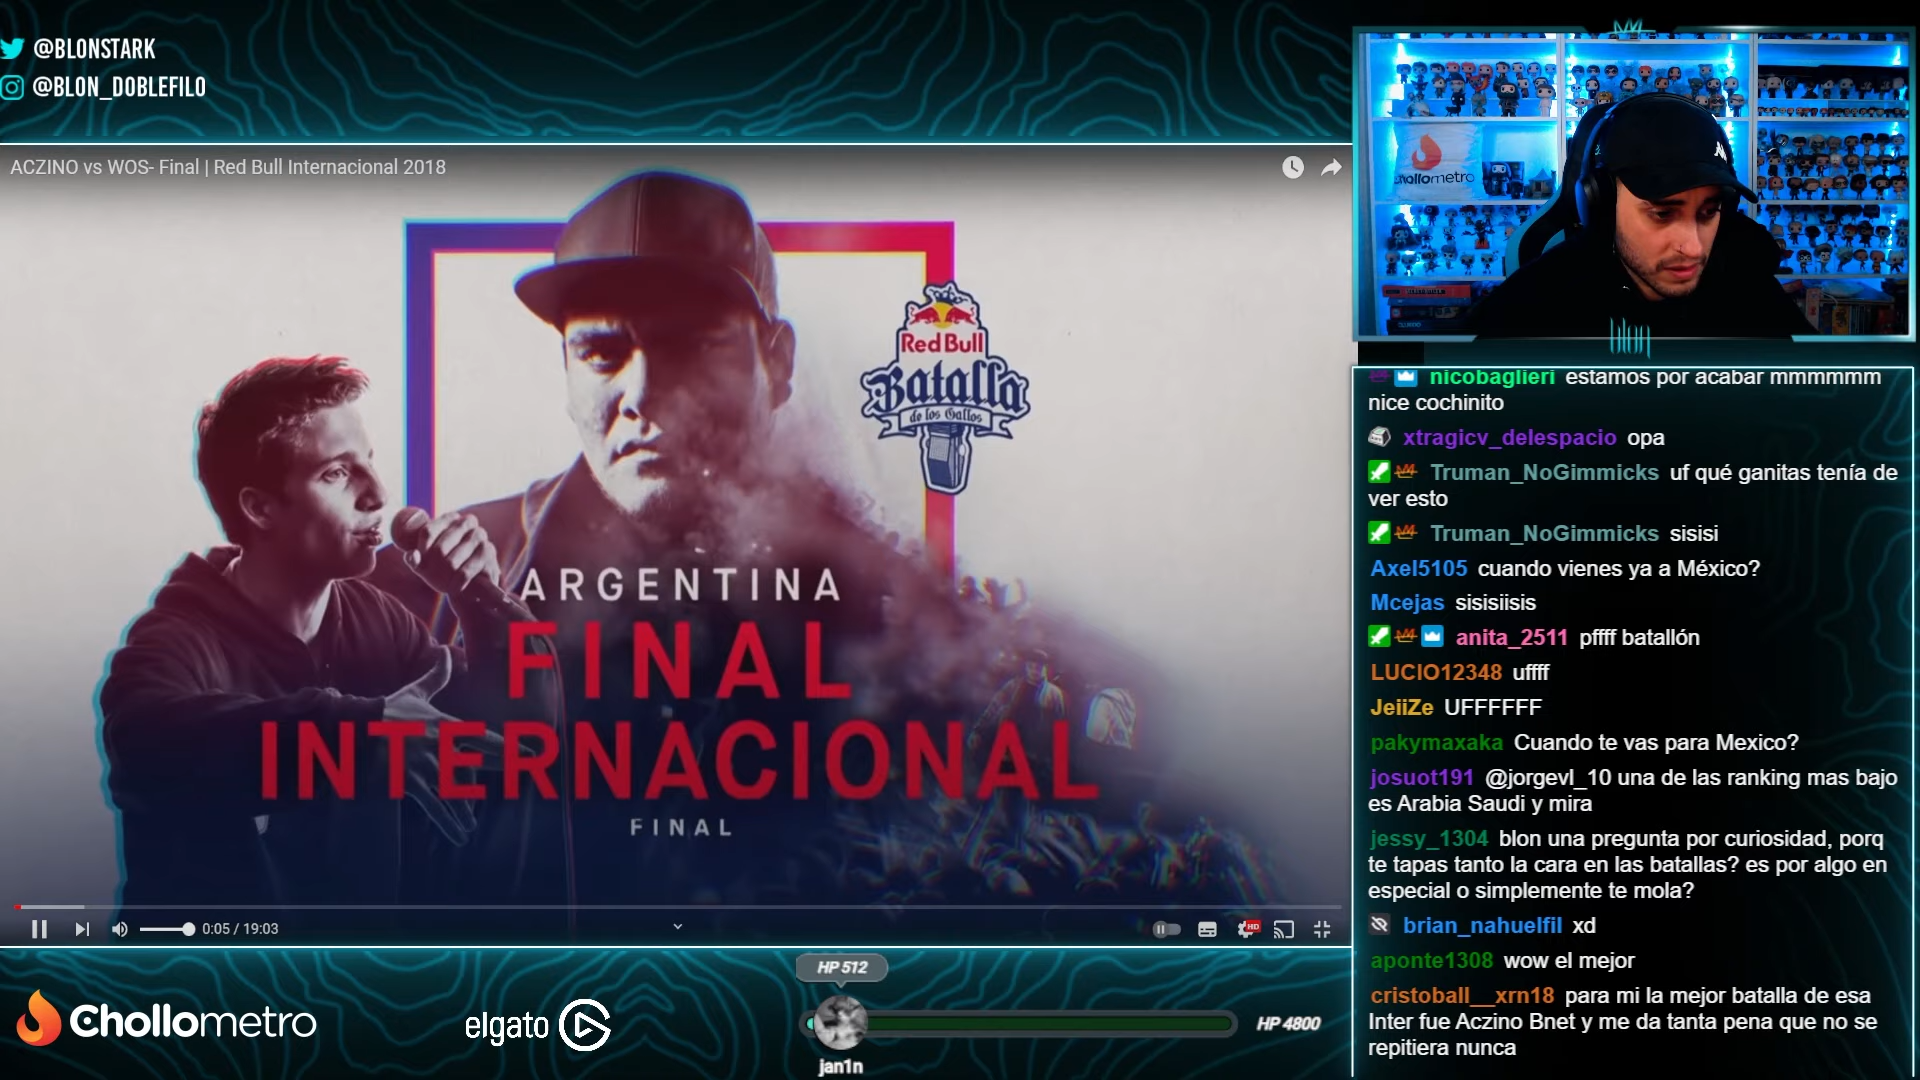 @BLONSTARK
@BLON_DOBLEFILO
ACZINO vs WOS- Final | Red Bull Internacional 2018
Red Bull
Batalla
de los Gallos
ARGENTINA
FINAL
INTERNACIONAL
FINAL
0:05 / 19:03
HD
Chollometro
elgato
HP 512
HP 4800
jan1n
chollometro
blon
nicobaglieri estamos por acabar mmmmmm
nice cochinito
xtragicv_delespacio opa
Truman_NoGimmicks uf qué ganitas tenía de
ver esto
Truman_NoGimmicks sisisi
Axel5105 cuando vienes ya a México?
Mcejas sisisiisis
anita_2511 pffff batallón
LUCIO12348 uffff
JeiiZe UFFFFFF
pakymaxaka Cuando te vas para Mexico?
josuot191 @jorgevl_10 una de las ranking mas bajo
es Arabia Saudi y mira
jessy_1304 blon una pregunta por curiosidad, porq
te tapas tanto la cara en las batallas? es por algo en
especial o simplemente te mola?
brian_nahuelfil xd
aponte1308 wow el mejor
cristoball__xrn18 para mi la mejor batalla de esa
Inter fue Aczino Bnet y me da tanta pena que no se
repitiera nunca